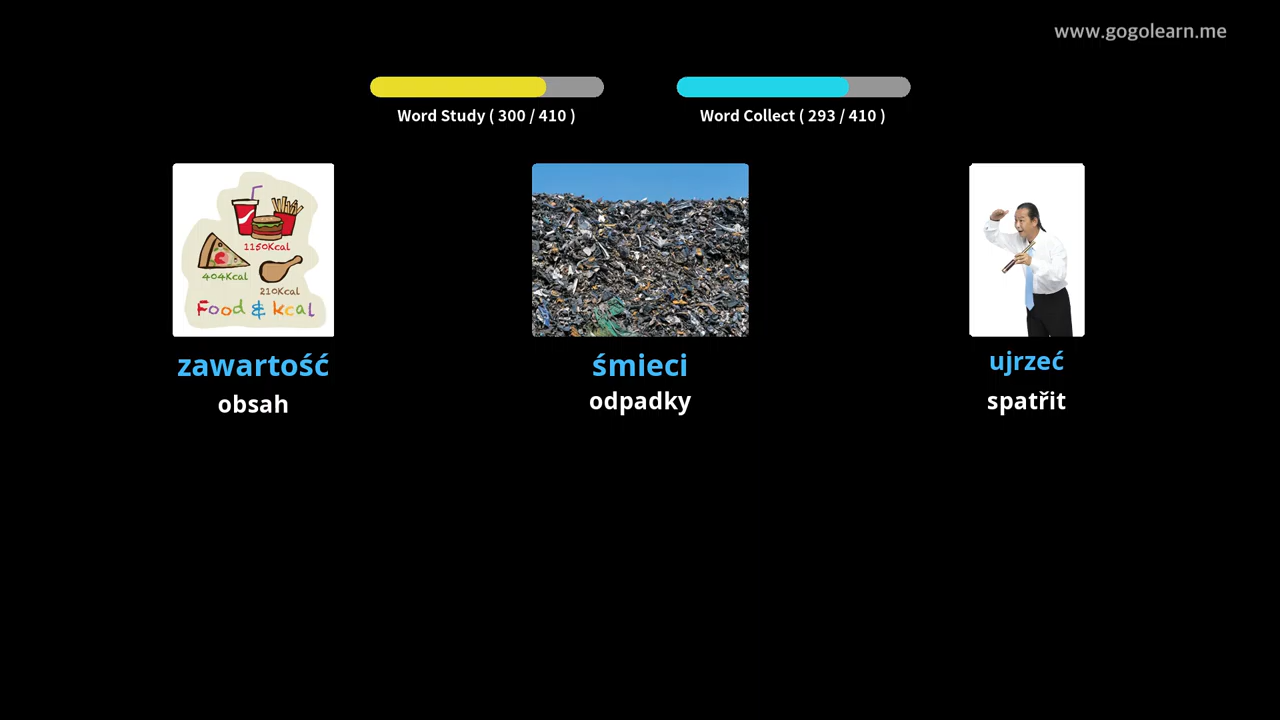 www.gogolearn.me
Word Study ( 300 / 410 )
Word Collect ( 293 / 410 )
1150Kcal
404Kcal
210Kcal
Food & kcal
zawartość
śmieci
ujrzeć
obsah
odpadky
spatřit